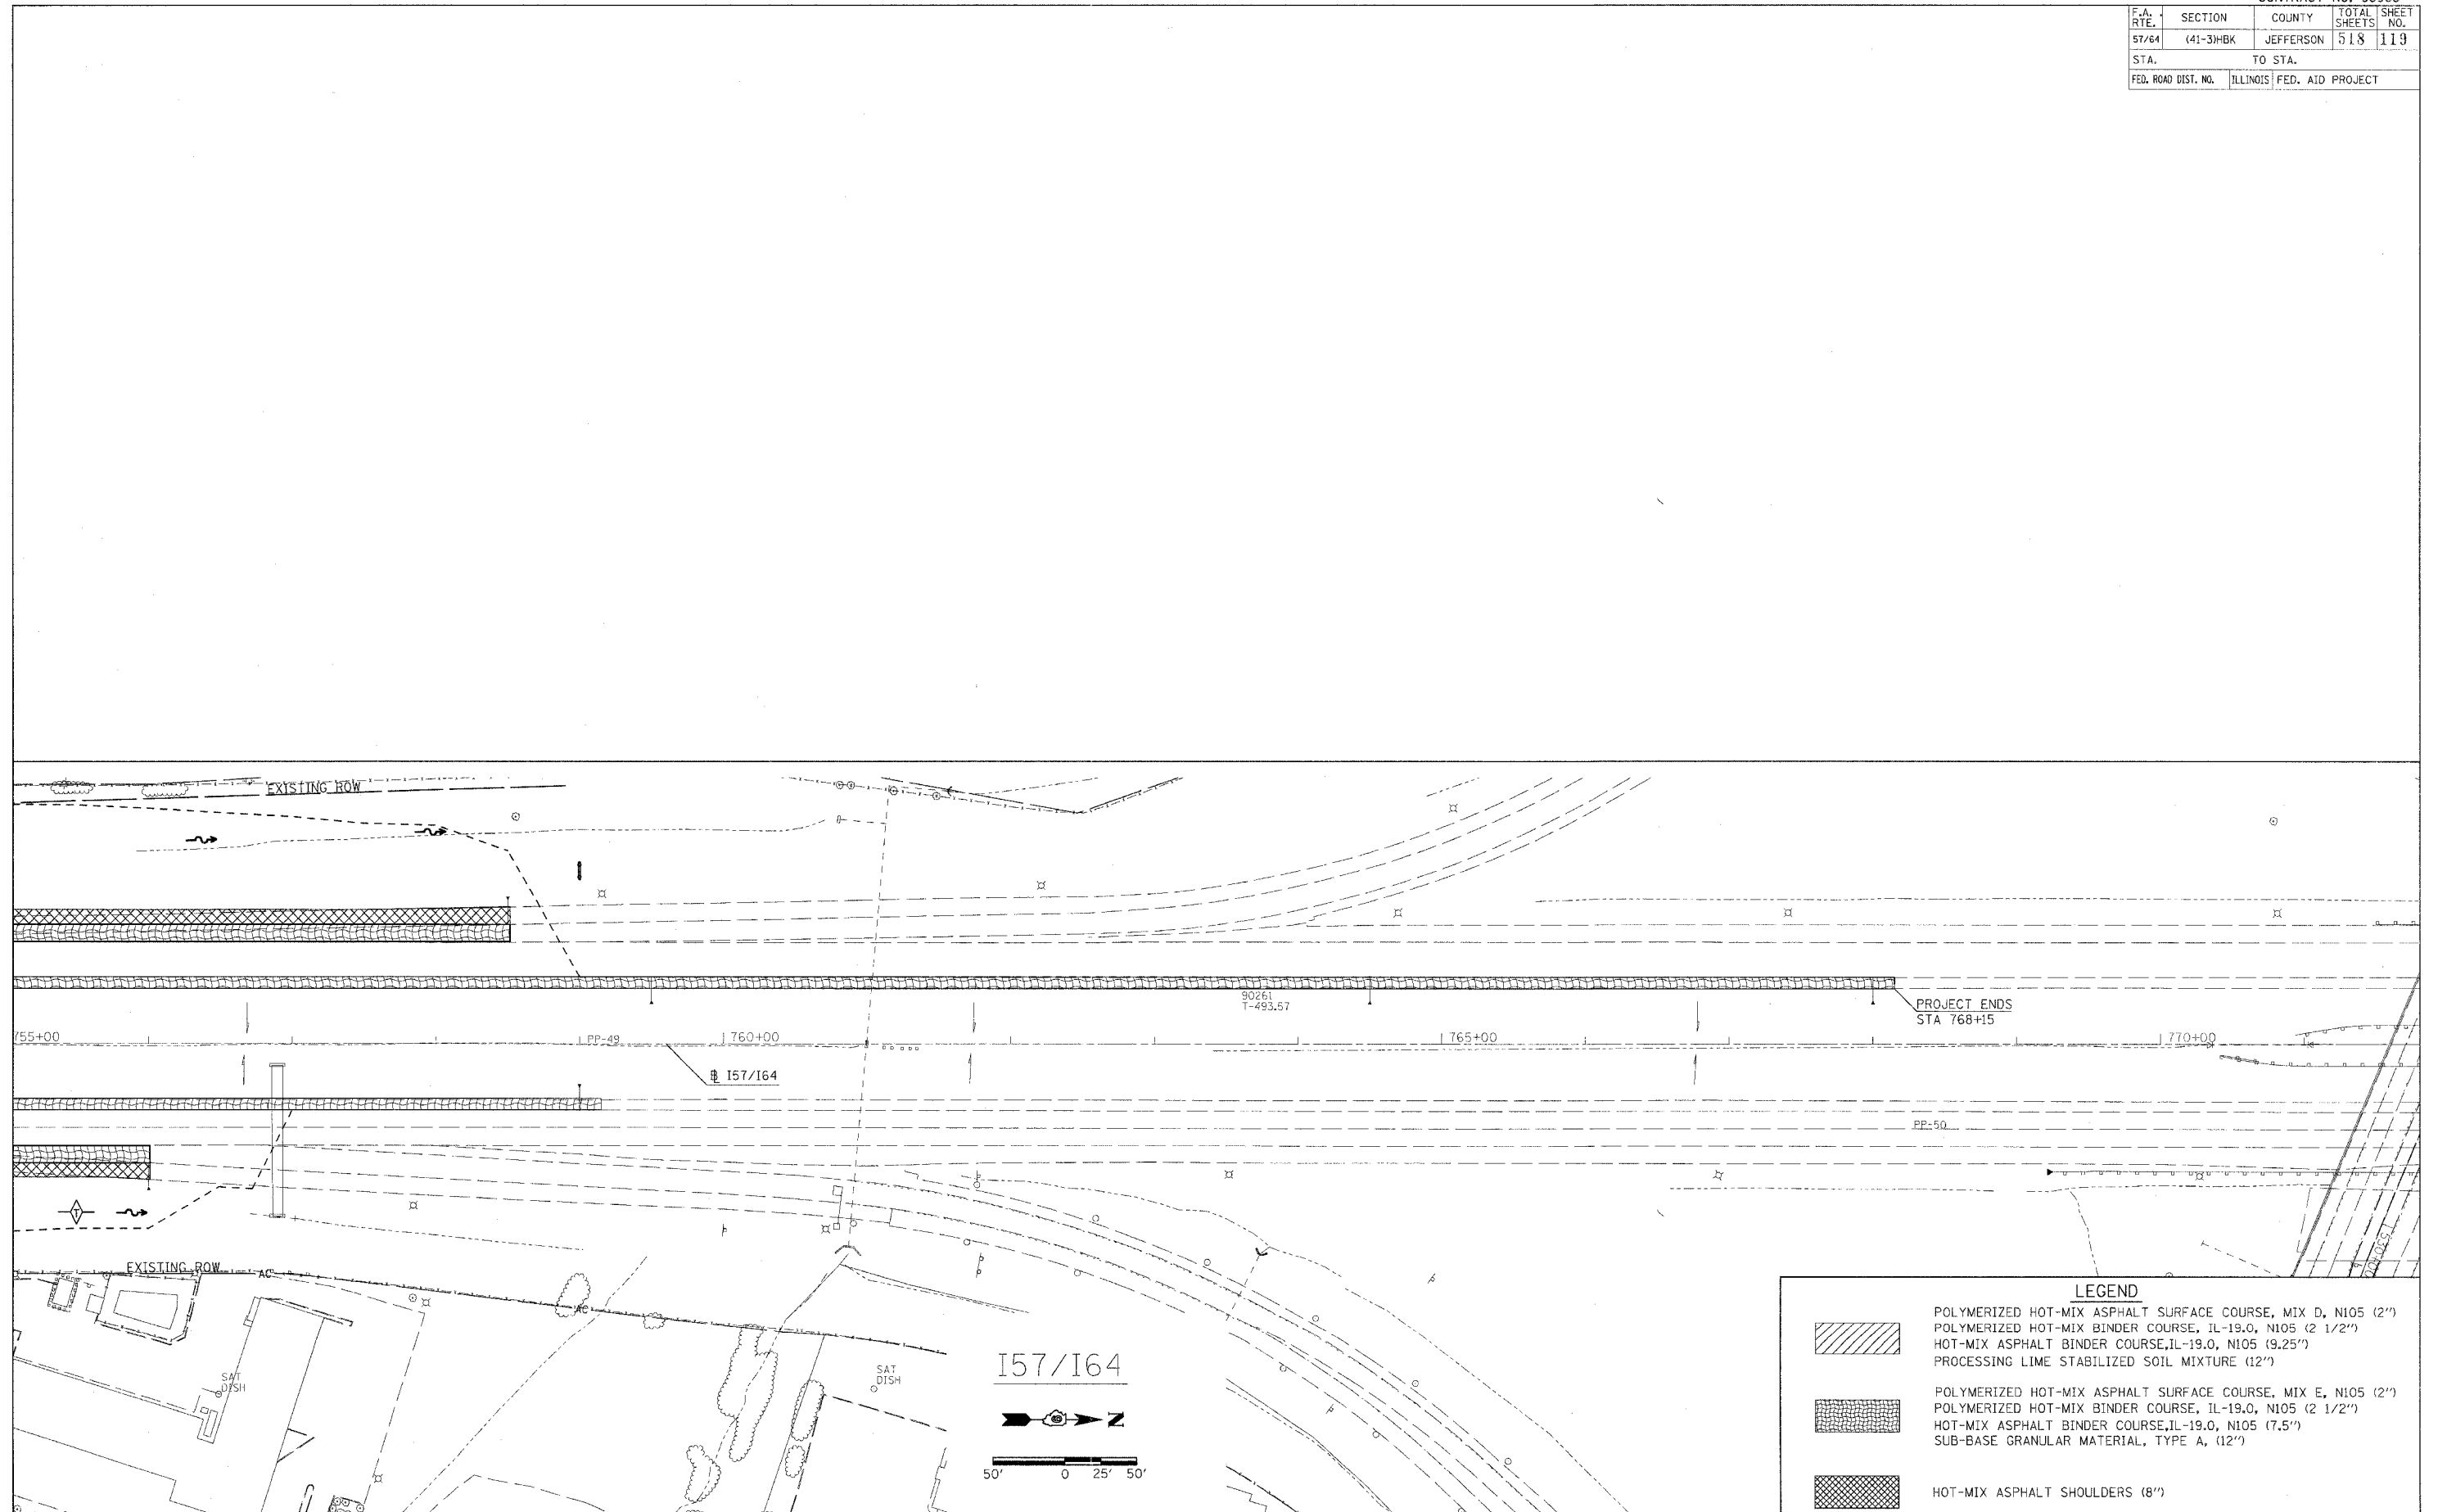 F.A. RTE.
SECTION
COUNTY
TOTAL SHEETS
SHEET NO.
57/64
(41-3)HBK
JEFFERSON
518
119
STA.
TO STA.
FED. ROAD DIST. NO.
ILLINOIS
FED. AID PROJECT
EXISTING ROW
90261
T-493.57
PROJECT ENDS
STA 768+15
755+00
PP-49
760+00
765+00
770+00
℄ I57/I64
PP-50
EXISTING ROW
AC
AC
SAT
DISH
SAT
DISH
I57/I64
N
50'
0
25'
50'
LEGEND
POLYMERIZED HOT-MIX ASPHALT SURFACE COURSE, MIX D, N105 (2")
POLYMERIZED HOT-MIX BINDER COURSE, IL-19.0, N105 (2 1/2")
HOT-MIX ASPHALT BINDER COURSE,IL-19.0, N105 (9.25")
PROCESSING LIME STABILIZED SOIL MIXTURE (12")
POLYMERIZED HOT-MIX ASPHALT SURFACE COURSE, MIX E, N105 (2")
POLYMERIZED HOT-MIX BINDER COURSE, IL-19.0, N105 (2 1/2")
HOT-MIX ASPHALT BINDER COURSE,IL-19.0, N105 (7.5")
SUB-BASE GRANULAR MATERIAL, TYPE A, (12")
HOT-MIX ASPHALT SHOULDERS (8")